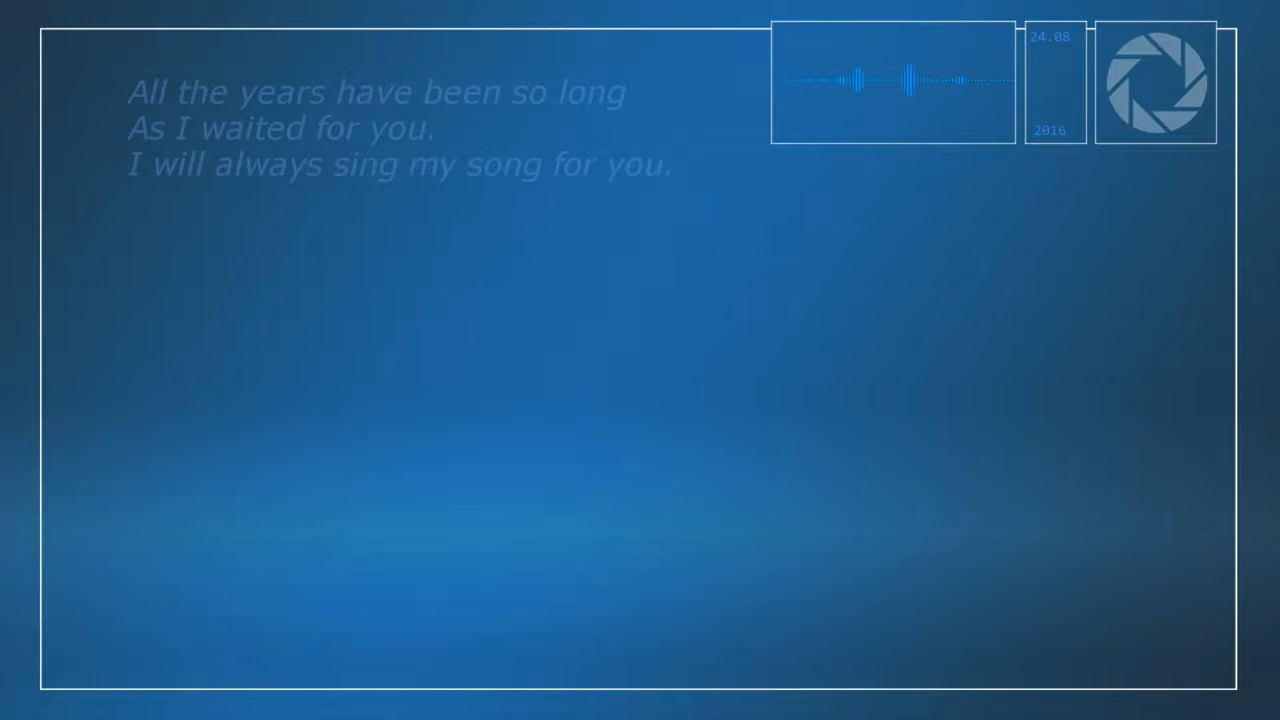 All the years have been so long
As I waited for you.
I will always sing my song for you.
24.08
2016